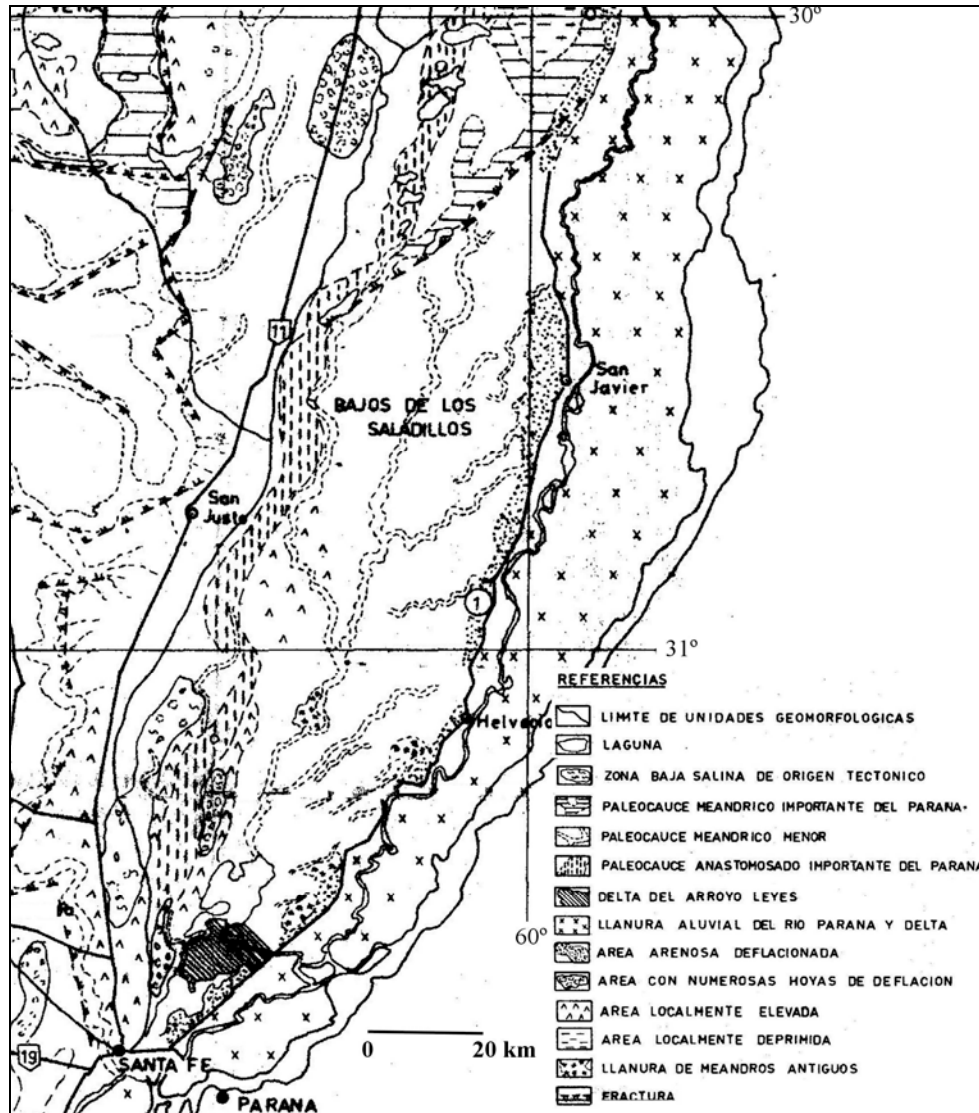 VERA
30º
11
San
Javier
BAJOS DE LOS
SALADILLOS
San
Justo
1
31º
Helvecia
60º
19
SANTA FE
PARANA
0 20 km
REFERENCIAS
LIMITE DE UNIDADES GEOMORFOLOGICAS
LAGUNA
ZONA BAJA SALINA DE ORIGEN TECTONICO
PALEOCAUCE MEANDRICO IMPORTANTE DEL PARANA
PALEOCAUCE MEANDRICO MENOR
PALEOCAUCE ANASTOMOSADO IMPORTANTE DEL PARANA
DELTA DEL ARROYO LEYES
LLANURA ALUVIAL DEL RIO PARANA Y DELTA
AREA ARENOSA DEFLACIONADA
AREA CON NUMEROSAS HOYAS DE DEFLACION
AREA LOCALMENTE ELEVADA
AREA LOCALMENTE DEPRIMIDA
LLANURA DE MEANDROS ANTIGUOS
FRACTURA